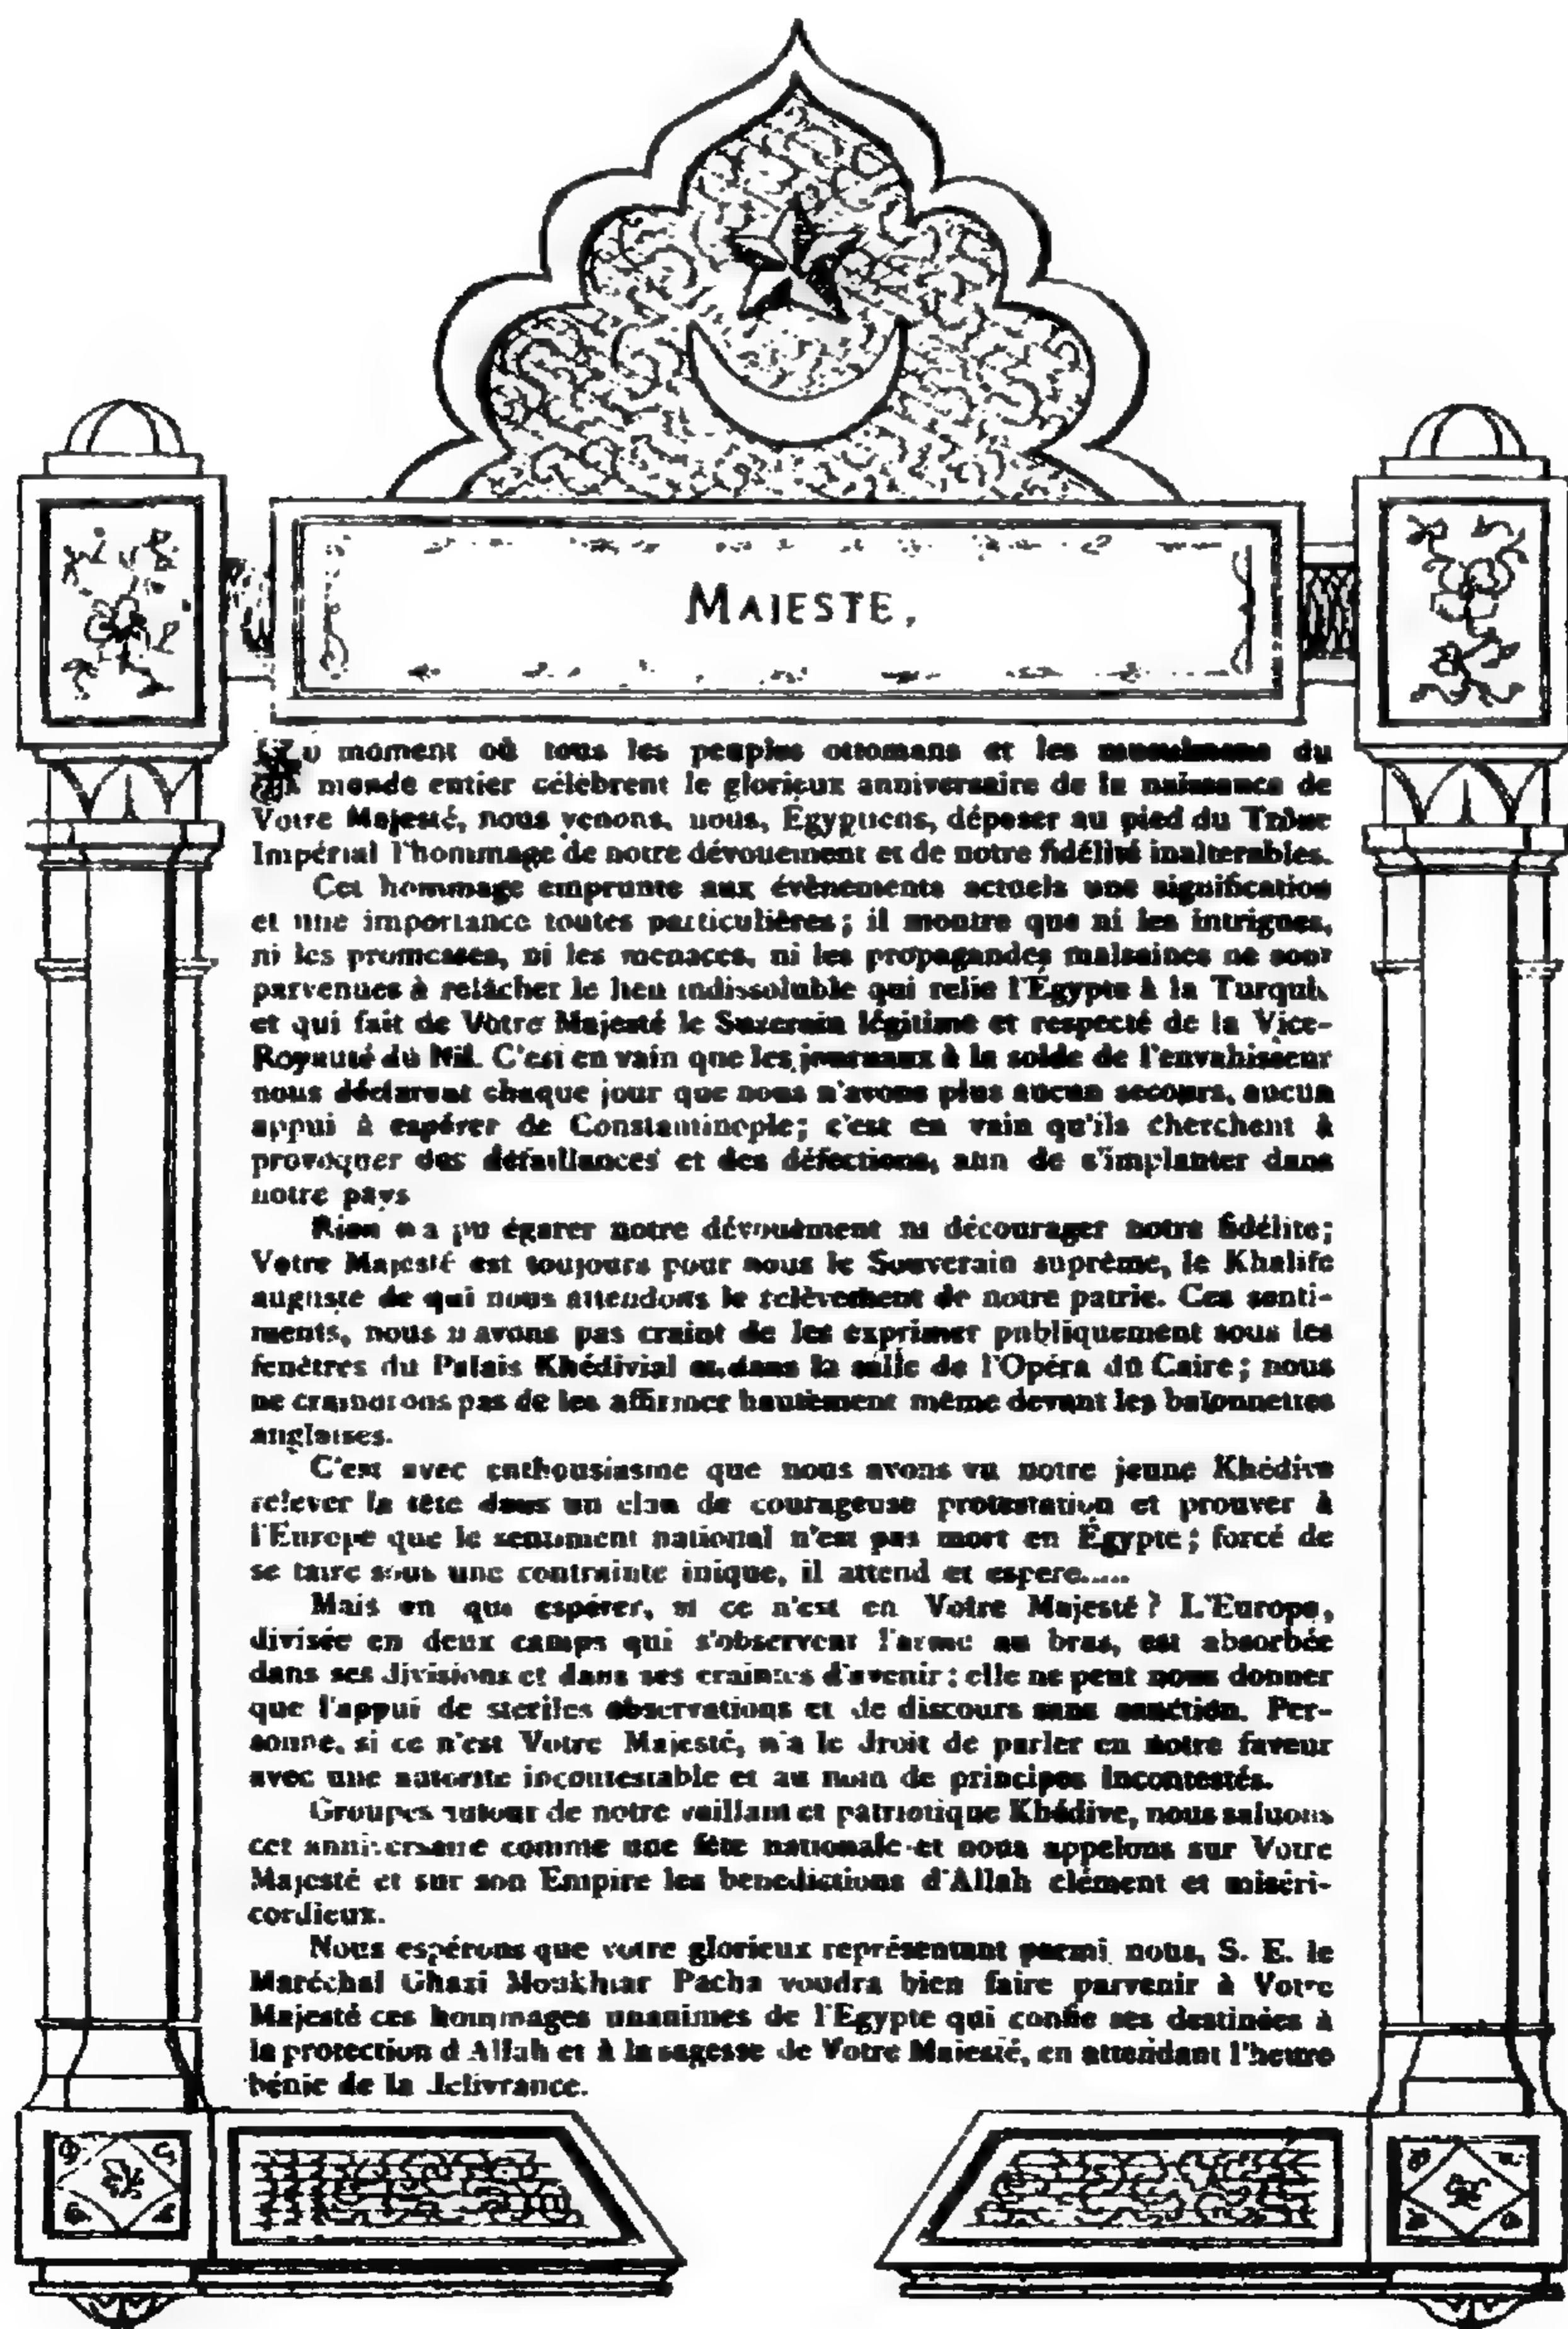 MAJESTE,
Au moment où tous les peuples ottomans et les musulmans du
monde entier célèbrent le glorieux anniversaire de la naissance de
Votre Majesté, nous venons, nous, Égyptiens, déposer au pied du Trône
Impérial l'hommage de notre dévouement et de notre fidélité inalterables.
Cet hommage emprunte aux évènements actuels une signification
et une importance toutes particulières; il montre que ni les intrigues,
ni les promesses, ni les menaces, ni les propagandes malsaines ne sont
parvenues à relâcher le lien indissoluble qui relie l'Égypte à la Turquie
et qui fait de Votre Majesté le Suzerain légitime et respecté de la Vice-
Royauté du Nil. C'est en vain que les journaux à la solde de l'envahisseur
nous déclarent chaque jour que nous n'avons plus aucun secours, aucun
appui à espérer de Constantinople; c'est en vain qu'ils cherchent à
provoquer des défaillances et des défections, afin de s'implanter dans
notre pays
Rien n'a pu égarer notre dévouement ni décourager notre fidélite;
Votre Majesté est toujours pour nous le Souverain suprème, le Khalife
auguste de qui nous attendons le relèvement de notre patrie. Ces senti-
ments, nous n'avons pas craint de les exprimer publiquement sous les
fenètres du Palais Khédivial et dans la salle de l'Opéra du Caire; nous
ne craindrons pas de les affirmer hautement même devant les baïonnettes
anglaises.
C'est avec enthousiasme que nous avons vu notre jeune Khédive
relever la tête dans un élan de courageuse protestation et prouver à
l'Europe que le sentiment national n'est pas mort en Égypte; forcé de
se taire sous une contrainte inique, il attend et espere.....
Mais en qui espérer, si ce n'est en Votre Majesté? L'Europe,
divisée en deux camps qui s'observent l'arme au bras, est absorbée
dans ses divisions et dans ses craintes d'avenir; elle ne peut nous donner
que l'appui de steriles observations et de discours sans sanction. Per-
sonne, si ce n'est Votre Majesté, n'a le droit de parler en notre faveur
avec une autorite incontestable et au nom de principes incontestés.
Groupés autour de notre vaillant et patriotique Khédive, nous saluons
cet anniversaire comme une fête nationale et nous appelons sur Votre
Majesté et sur son Empire les benedictions d'Allah clément et miséri-
cordieux.
Nous espérons que votre glorieux représentant parmi nous, S. E. le
Maréchal Ghazi Moukhtar Pacha voudra bien faire parvenir à Votre
Majesté ces hommages unanimes de l'Egypte qui confie ses destinées à
la protection d'Allah et à la sagesse de Votre Majesté, en attendant l'heure
bénie de la delivrance.